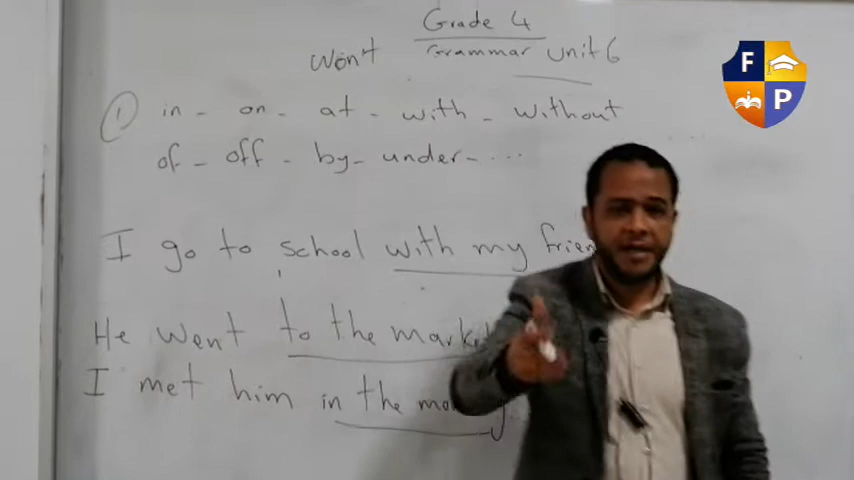 Grade 4
Won't Grammar Unit 6
① in - on - at - with - without
of - off - by - under - ...
I go to school with my frien
He went to the mark
I met him in the mo
F P